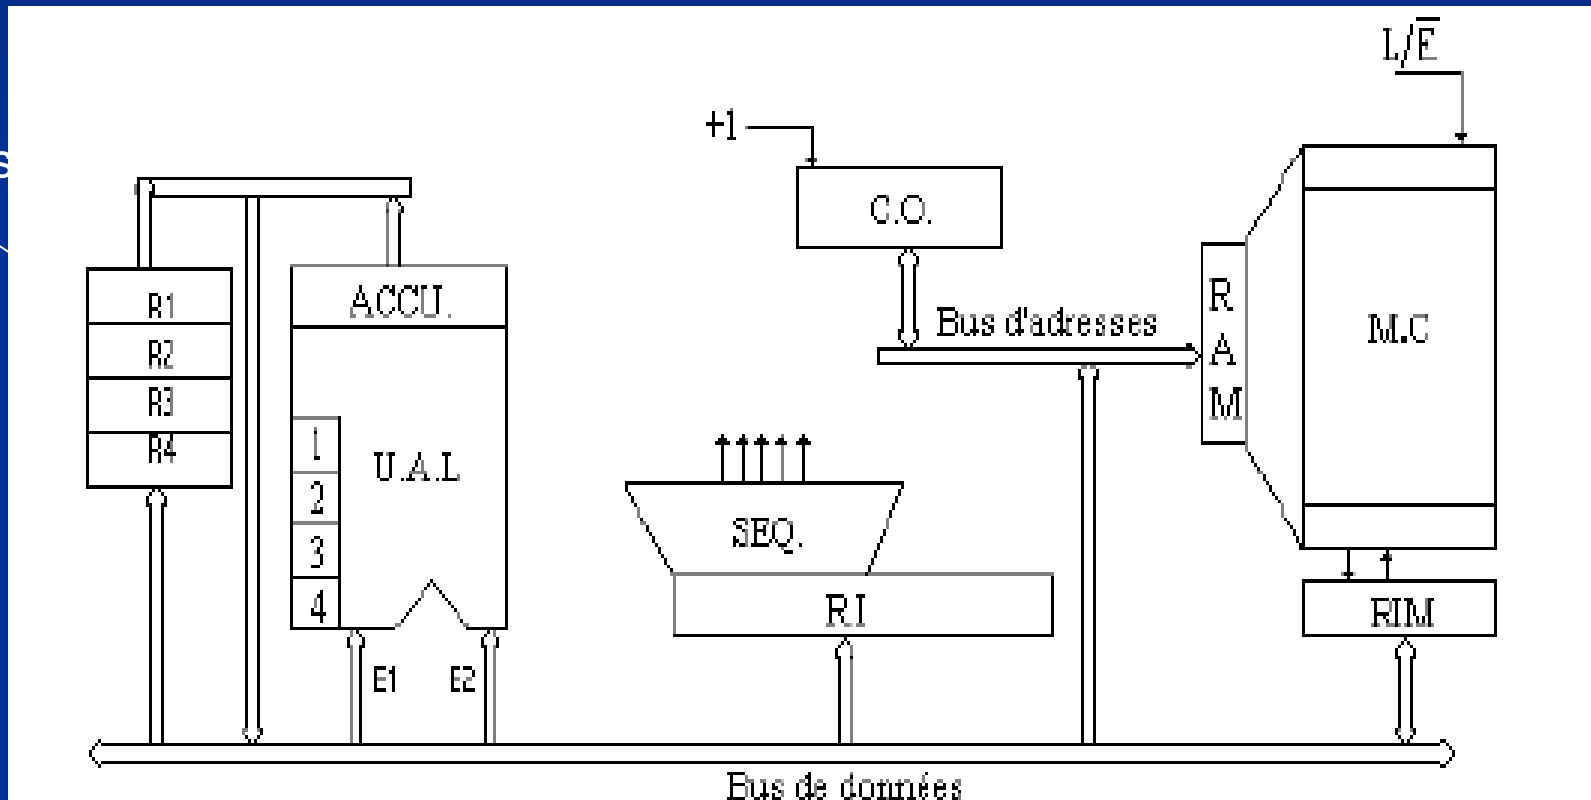 L/E̅
+1
C.O.
R1
R2
R3
R4
ACCU.
U.A.L
1
2
3
4
E1
E2
SEQ.
RI
Bus d'adresses
R
A
M
M.C
RIM
Bus de données
s